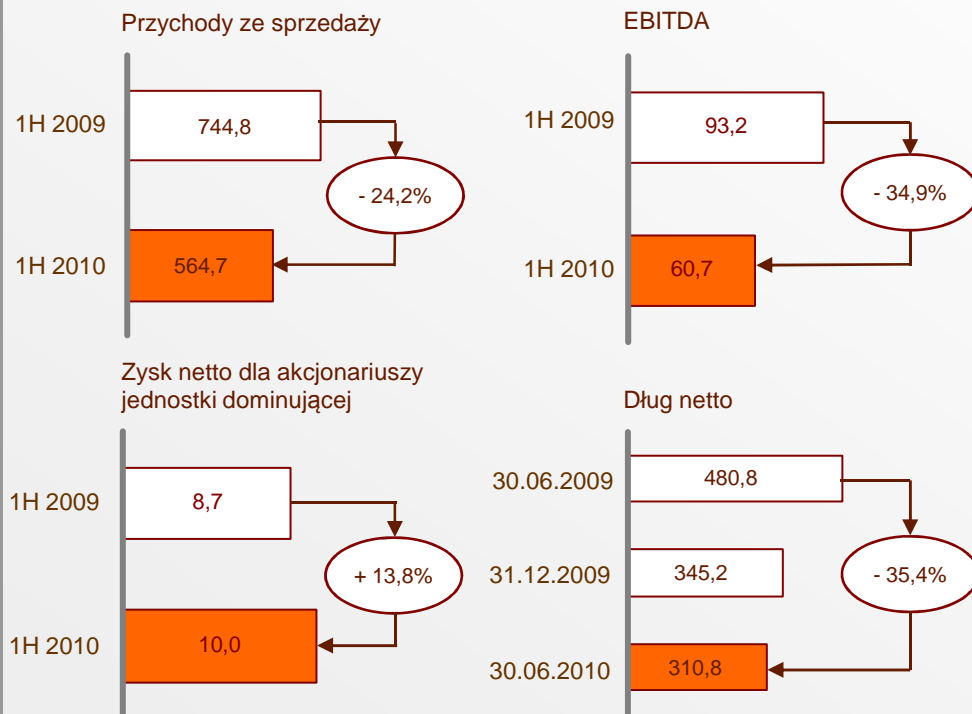 Przychody ze sprzedaży
1H 2009
744,8
- 24,2%
1H 2010
564,7
EBITDA
1H 2009
93,2
- 34,9%
1H 2010
60,7
Zysk netto dla akcjonariuszy
jednostki dominującej
1H 2009
8,7
+ 13,8%
1H 2010
10,0
Dług netto
30.06.2009
480,8
31.12.2009
345,2
- 35,4%
30.06.2010
310,8